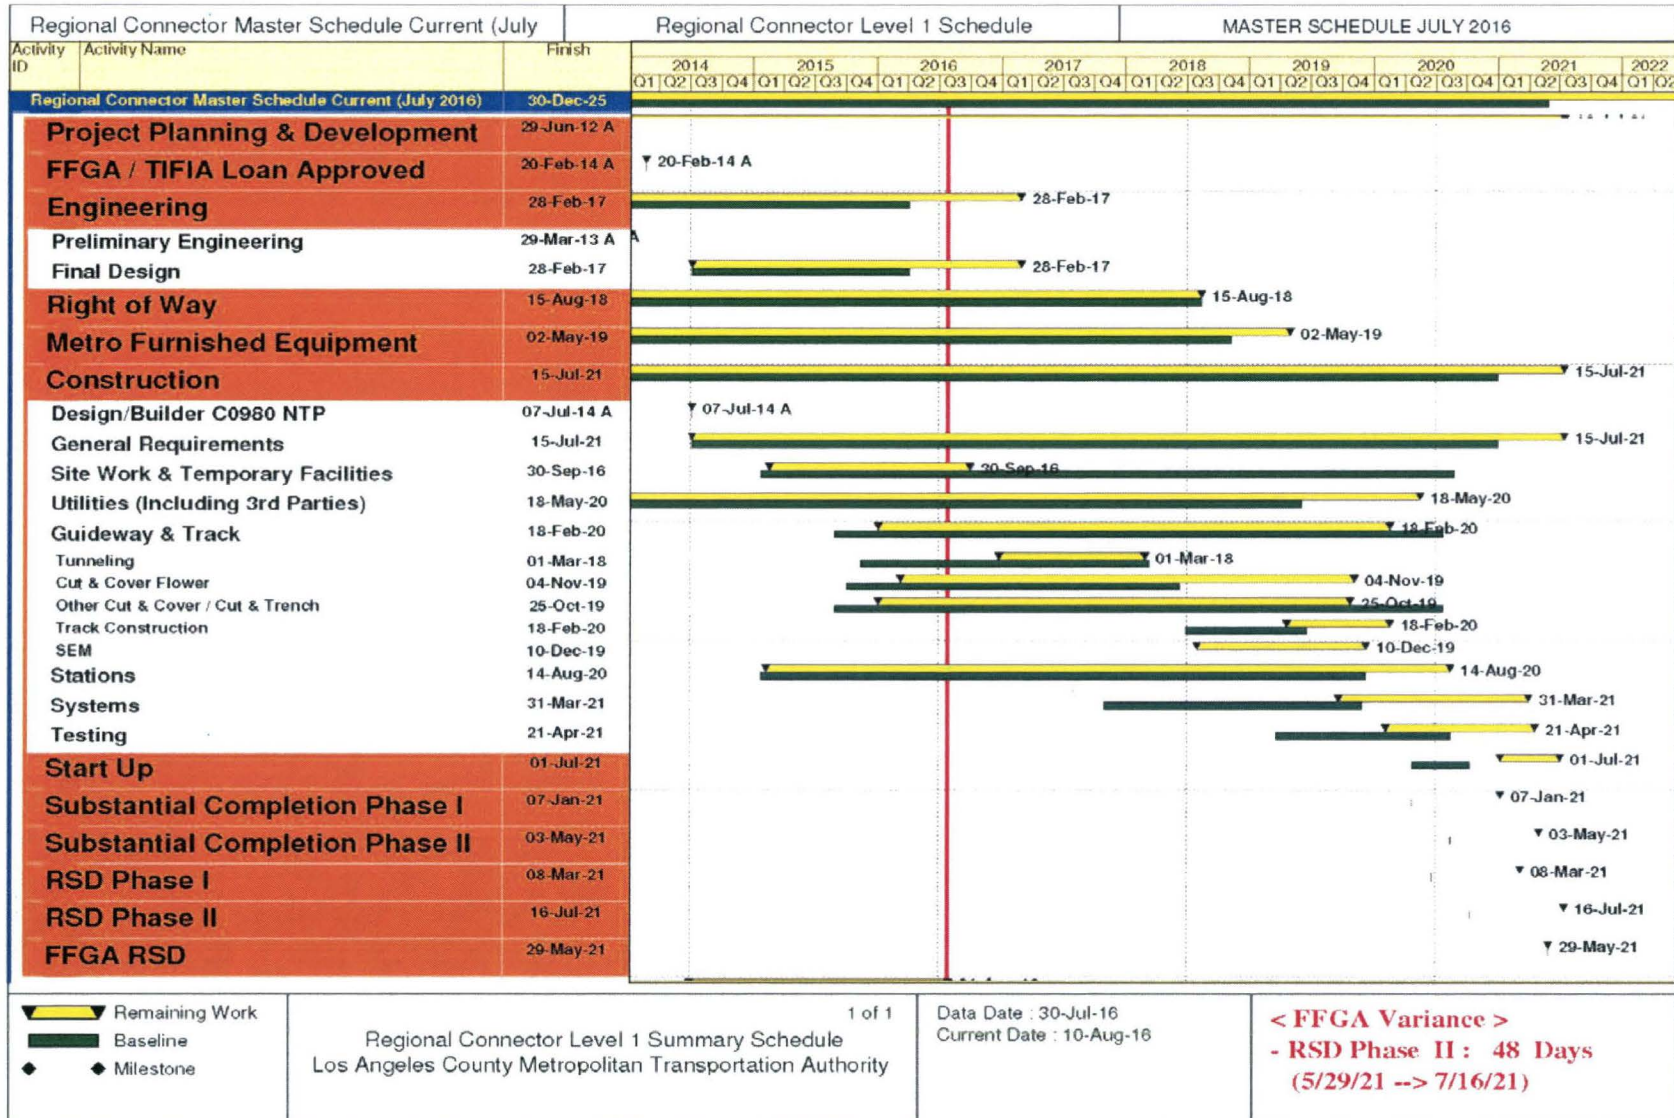 Regional Connector Master Schedule Current (July
Regional Connector Level 1 Schedule
MASTER SCHEDULE JULY 2016
Activity ID Activity Name Finish
2014 2015 2016 2017 2018 2019 2020 2021 2022
Q1 Q2 Q3 Q4 Q1 Q2 Q3 Q4 Q1 Q2 Q3 Q4 Q1 Q2 Q3 Q4 Q1 Q2 Q3 Q4 Q1 Q2 Q3 Q4 Q1 Q2 Q3 Q4 Q1 Q2 Q3 Q4 Q1 Q2
Regional Connector Master Schedule Current (July 2016) 30-Dec-25
Project Planning & Development 29-Jun-12 A
FFGA / TIFIA Loan Approved 20-Feb-14 A 20-Feb-14 A
Engineering 28-Feb-17 28-Feb-17
Preliminary Engineering 29-Mar-13 A A
Final Design 28-Feb-17 28-Feb-17
Right of Way 15-Aug-18 15-Aug-18
Metro Furnished Equipment 02-May-19 02-May-19
Construction 15-Jul-21 15-Jul-21
Design/Builder C0980 NTP 07-Jul-14 A 07-Jul-14 A
General Requirements 15-Jul-21 15-Jul-21
Site Work & Temporary Facilities 30-Sep-16 30-Sep-16
Utilities (Including 3rd Parties) 18-May-20 18-May-20
Guideway & Track 18-Feb-20 18-Feb-20
Tunneling 01-Mar-18 01-Mar-18
Cut & Cover Flower 04-Nov-19 04-Nov-19
Other Cut & Cover / Cut & Trench 25-Oct-19 25-Oct-19
Track Construction 18-Feb-20 18-Feb-20
SEM 10-Dec-19 10-Dec-19
Stations 14-Aug-20 14-Aug-20
Systems 31-Mar-21 31-Mar-21
Testing 21-Apr-21 21-Apr-21
Start Up 01-Jul-21 01-Jul-21
Substantial Completion Phase I 07-Jan-21 07-Jan-21
Substantial Completion Phase II 03-May-21 03-May-21
RSD Phase I 08-Mar-21 08-Mar-21
RSD Phase II 16-Jul-21 16-Jul-21
FFGA RSD 29-May-21 29-May-21
Remaining Work
Baseline
Milestone
1 of 1
Regional Connector Level 1 Summary Schedule
Los Angeles County Metropolitan Transportation Authority
Data Date : 30-Jul-16
Current Date : 10-Aug-16
< FFGA Variance >
- RSD Phase II : 48 Days
(5/29/21 --> 7/16/21)